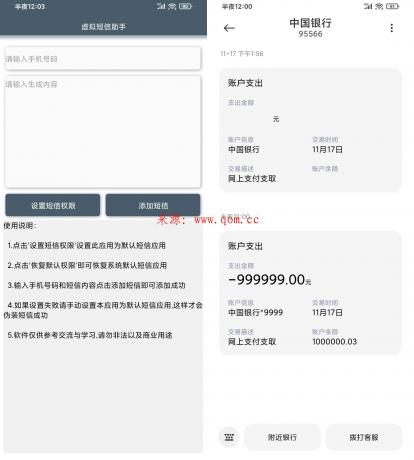 半夜12:03
虚拟短信助手
请输入手机号码
请输入生成内容
设置短信权限
添加短信
使用说明:
1.点击'设置短信权限'设置此应用为默认短信应用
2.点击'恢复默认权限'即可恢复系统默认短信应用
3.输入手机号码和短信内容点击添加短信即可添加成功
4.如果设置失败请手动设置本应用为默认短信应用,这样才会
伪装短信成功
5.软件仅供参考交流与学习,请勿非法以及商业用途
半夜12:00
中国银行
95566
11-17 下午1:56
账户支出
支出金额
元
账户信息
交易时间
中国银行
11月17日
交易描述
账户余额
网上支付支取
来源：www.qm.cc
账户支出
支出金额
-999999.00元
账户信息
交易时间
中国银行*9999
11月17日
交易描述
账户余额
网上支付支取
1000000.03
附近银行
拨打客服